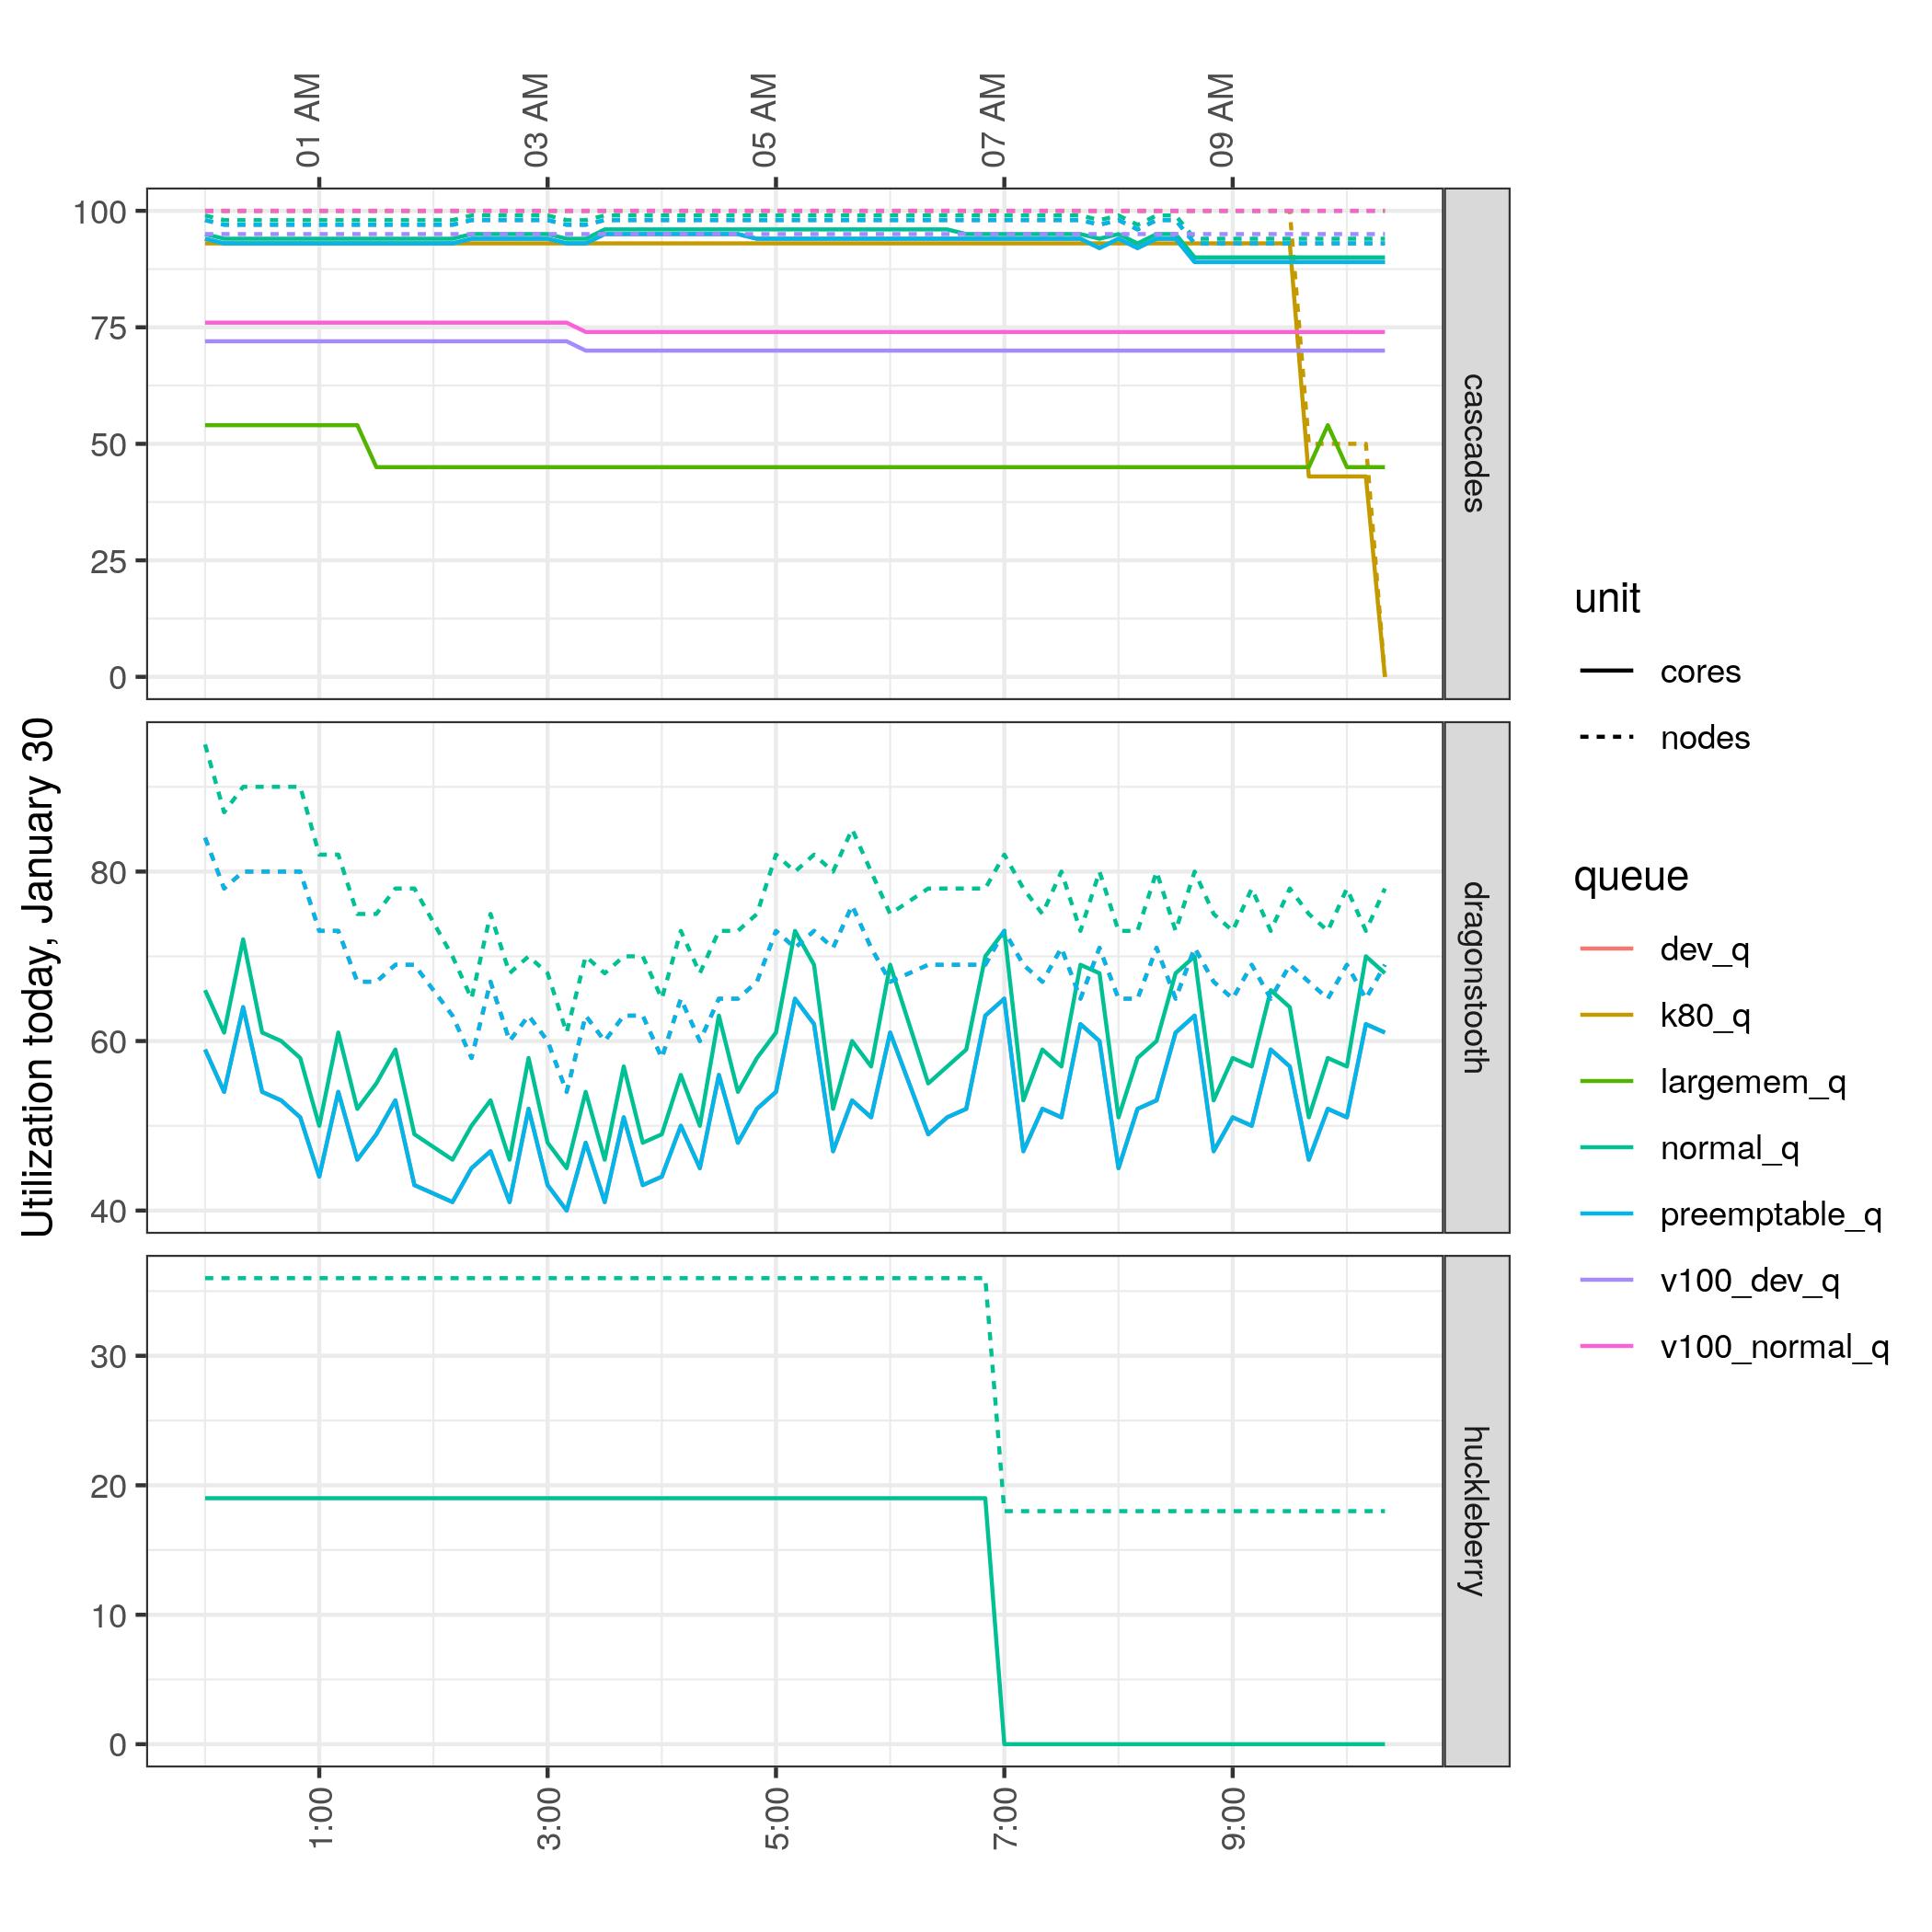 01 AM
03 AM
05 AM
07 AM
09 AM
100
75
50
25
0
cascades
Utilization today, January 30
80
60
40
dragonstooth
30
20
10
0
huckleberry
1:00
3:00
5:00
7:00
9:00
unit
cores
nodes
queue
dev_q
k80_q
largemem_q
normal_q
preemptable_q
v100_dev_q
v100_normal_q